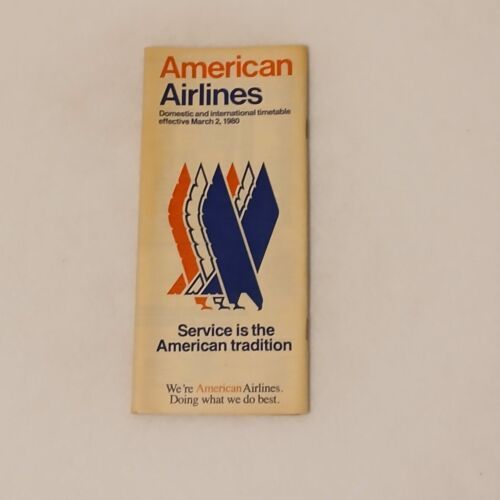 American
Airlines
Domestic and international timetable
effective March 2, 1980
Service is the
American tradition
We're American Airlines.
Doing what we do best.